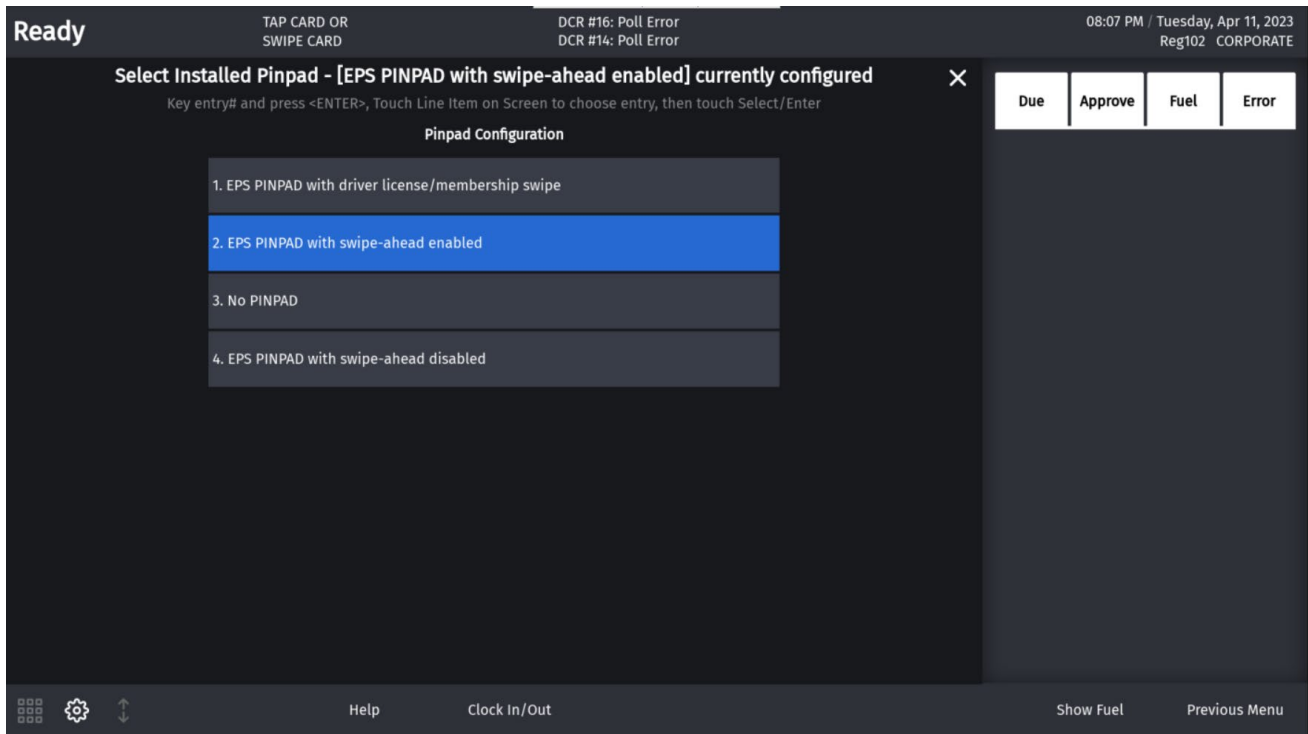 Ready
TAP CARD OR
SWIPE CARD
DCR #16: Poll Error
DCR #14: Poll Error
08:07 PM / Tuesday, Apr 11, 2023
Reg102 CORPORATE
Select Installed Pinpad - [EPS PINPAD with swipe-ahead enabled] currently configured
Key entry# and press <ENTER>, Touch Line Item on Screen to choose entry, then touch Select/Enter
Pinpad Configuration
1. EPS PINPAD with driver license/membership swipe
2. EPS PINPAD with swipe-ahead enabled
3. No PINPAD
4. EPS PINPAD with swipe-ahead disabled
Due Approve Fuel Error
Help Clock In/Out Show Fuel Previous Menu